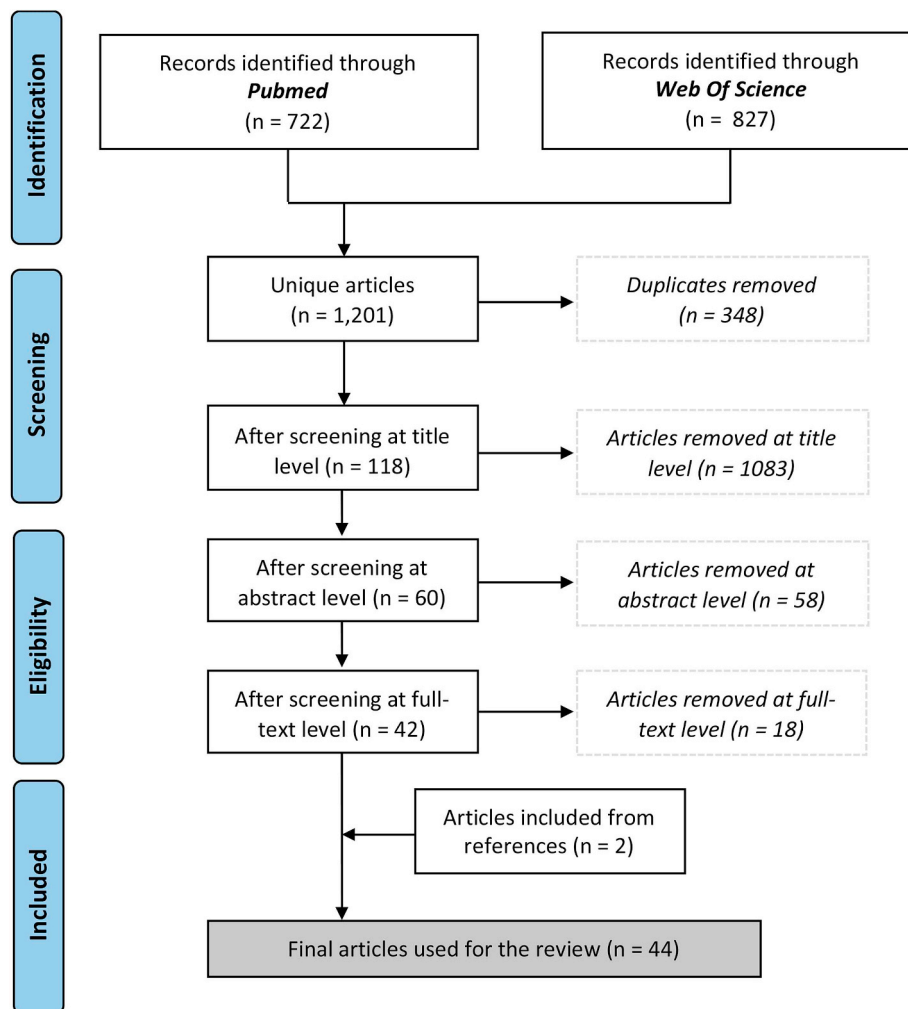 Identification
Records identified through
Pubmed
(n = 722)
Records identified through
Web Of Science
(n = 827)
Screening
Unique articles
(n = 1,201)
Duplicates removed
(n = 348)
After screening at title
level (n = 118)
Articles removed at title
level (n = 1083)
Eligibility
After screening at
abstract level (n = 60)
Articles removed at
abstract level (n = 58)
After screening at full-
text level (n = 42)
Articles removed at full-
text level (n = 18)
Included
Articles included from
references (n = 2)
Final articles used for the review (n = 44)